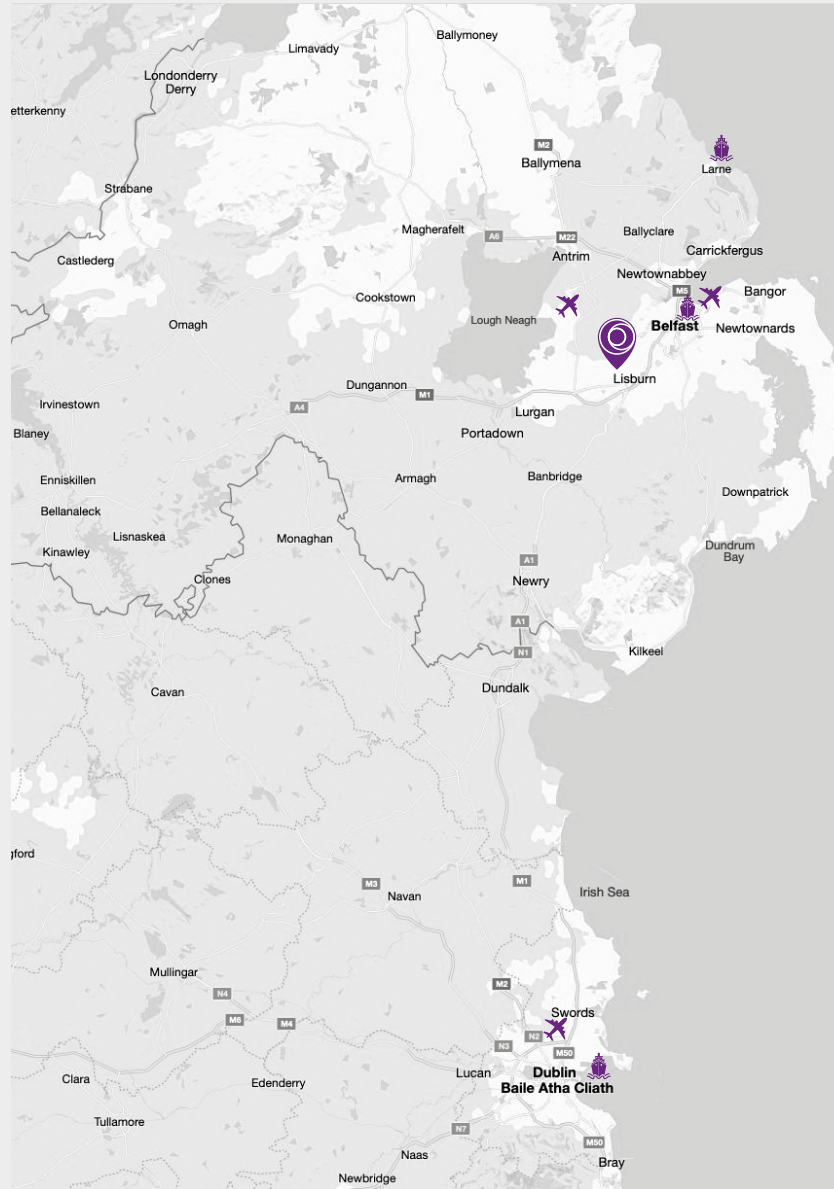 Ballymoney
Limavady
Londonderry
Derry
etterkenny
M2
Ballymena
Larne
Strabane
Magherafelt
A6
M22
Ballyclare
Antrim
Carrickfergus
Castlederg
Newtownabbey
M5
Bangor
Cookstown
Lough Neagh
Omagh
Belfast
Newtownards
Lisburn
Dungannon
M1
A4
Irvinestown
Lurgan
Blaney
Portadown
Enniskillen
Armagh
Banbridge
Downpatrick
Bellanaleck
Lisnaskea
Monaghan
Kinawley
Dundrum
Bay
A1
Clones
Newry
A1
N1
Kilkeel
Cavan
Dundalk
gford
M3
M1
Navan
Irish Sea
Mullingar
M2
N4
Swords
M6
M4
N2
N3
M50
Lucan
Dublin
Baile Atha Cliath
Clara
Edenderry
Tullamore
N7
M50
Naas
Bray
Newbridge